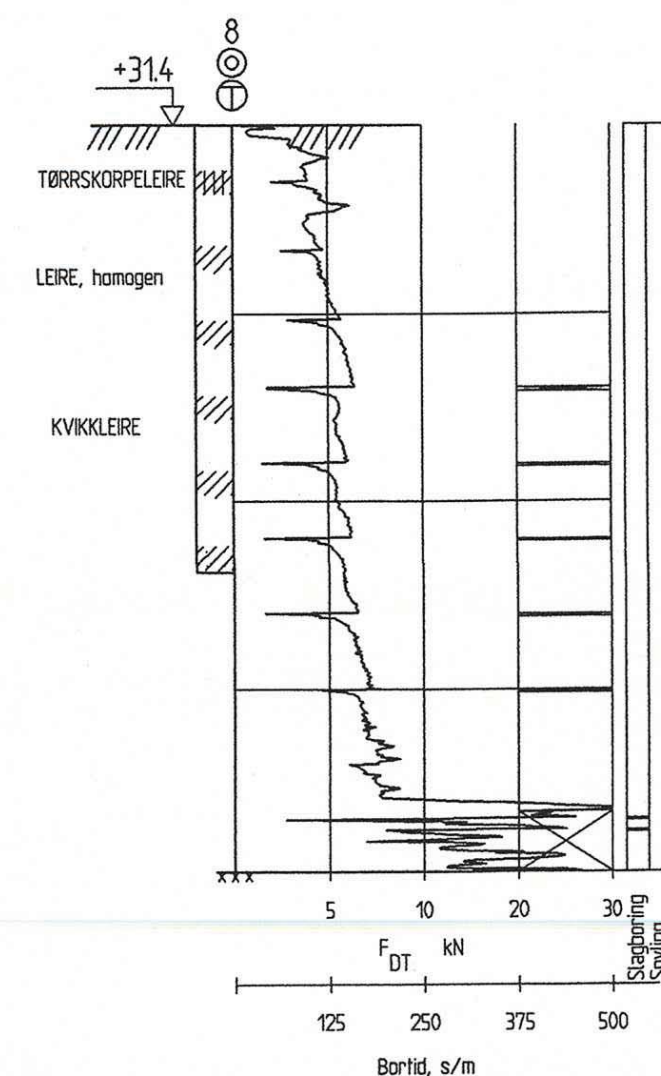 8
+31.4
T
TØRRSKORPELEIRE
LEIRE, homogen
KVIKKLEIRE
x x x
5 10 20 30
F_DT kN
125 250 375 500
Bortid, s/m
Slagboring
Spyling